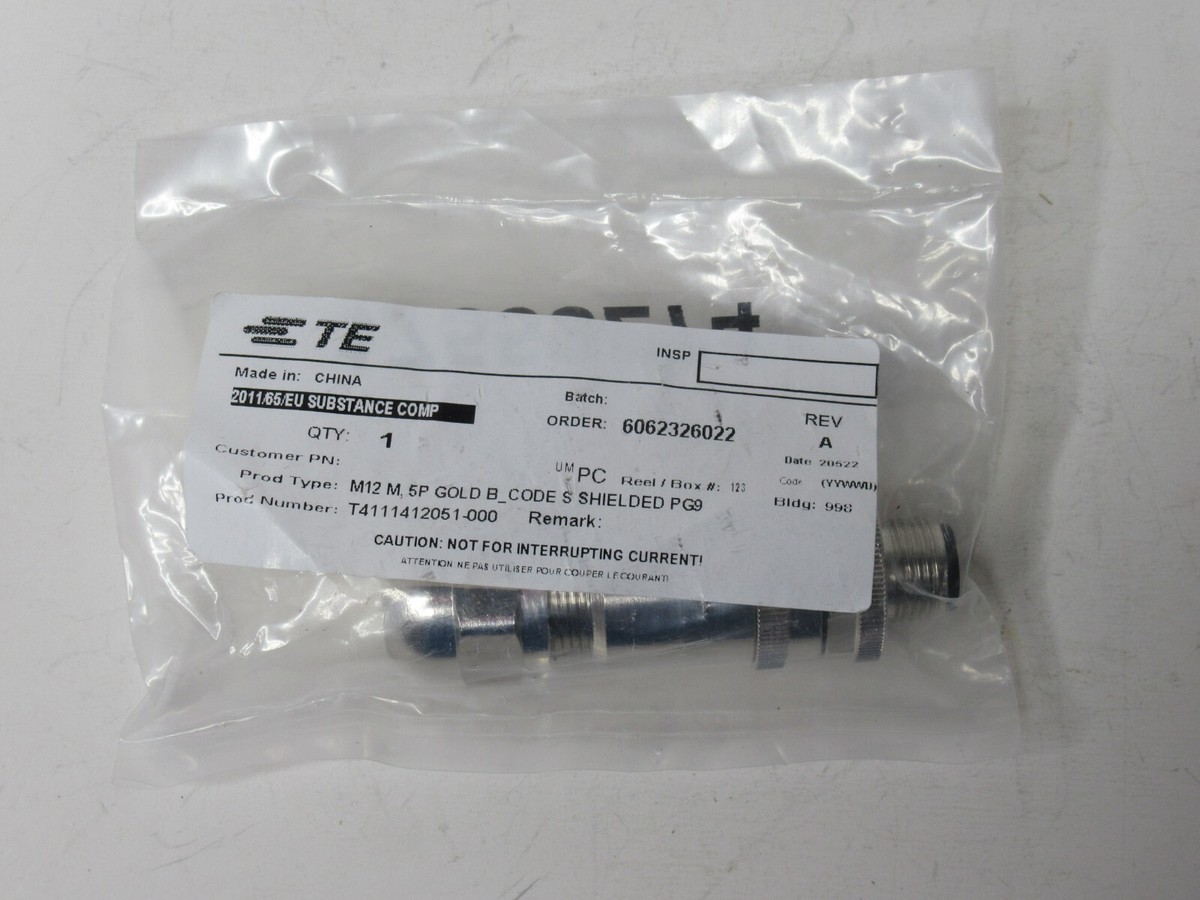 TE
INSP
Made in: CHINA
2011/65/EU SUBSTANCE COMP
Batch:
REV
QTY: 1
ORDER: 6062326022
A
Customer PN:
UM PC Reel / Box #: 123
Date 20522
Code (YYWWD)
Prod Type: M12 M, 5P GOLD B_CODE S SHIELDED PG9
Bldg: 998
Prod Number: T4111412051-000 Remark:
CAUTION: NOT FOR INTERRUPTING CURRENT!
ATTENTION NE PAS UTILISER POUR COUPER LE COURANT!